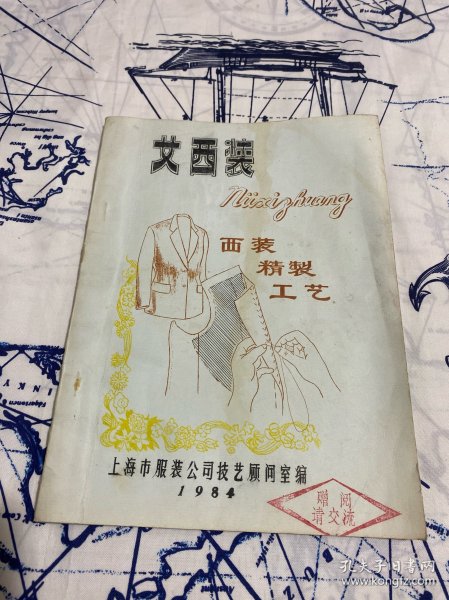 女西装
Nüxizhuang
西装
精製
工艺
上海市服装公司技艺顾问室编
1984
赠阅
请交流
孔夫子旧书网
www.kongfz.com